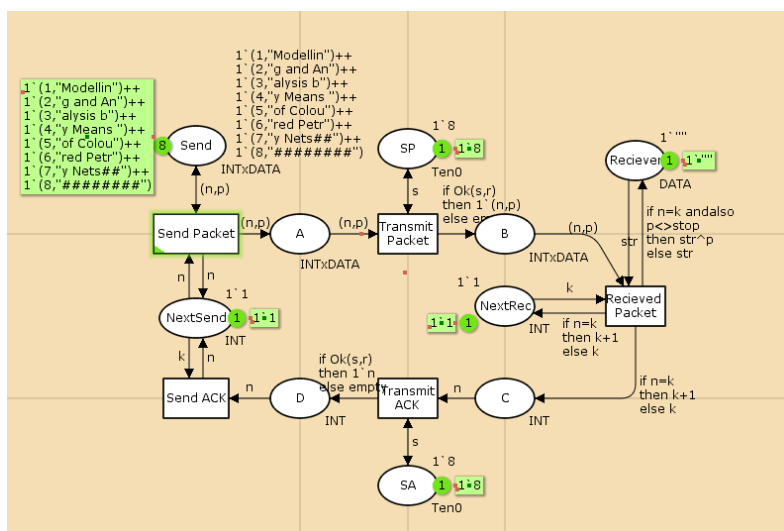 1`(1,"Modellin")++
1`(2,"g and An")++
1`(3,"alysis b")++
1`(4,"y Means ")++
1`(5,"of Colou")++
1`(6,"red Petr")++
1`(7,"y Nets##")++
1`(8,"########")
8
Send
INTxDATA
1`(1,"Modellin")++
1`(2,"g and An")++
1`(3,"alysis b")++
1`(4,"y Means ")++
1`(5,"of Colou")++
1`(6,"red Petr")++
1`(7,"y Nets##")++
1`(8,"########")
1`8
SP
1
1`8
Ten0
1`""
Reciever
1
1`""
DATA
(n,p)
s
if Ok(s,r)
then 1`(n,p)
else em
str
if n=k andalso
p<>stop
then str^p
else str
Send Packet
(n,p)
A
INTxDATA
(n,p)
Transmit
Packet
B
INTxDATA
(n,p)
n
n
1`1
NextSend
1
1`1
INT
1`1
NextRec
1`1
1
INT
k
if n=k
then k+1
else k
Recieved
Packet
k
n
Send ACK
n
D
INT
if Ok(s,r)
then 1`n
else empty
Transmit
ACK
n
C
INT
if n=k
then k+1
else k
s
1`8
SA
1
1`8
Ten0